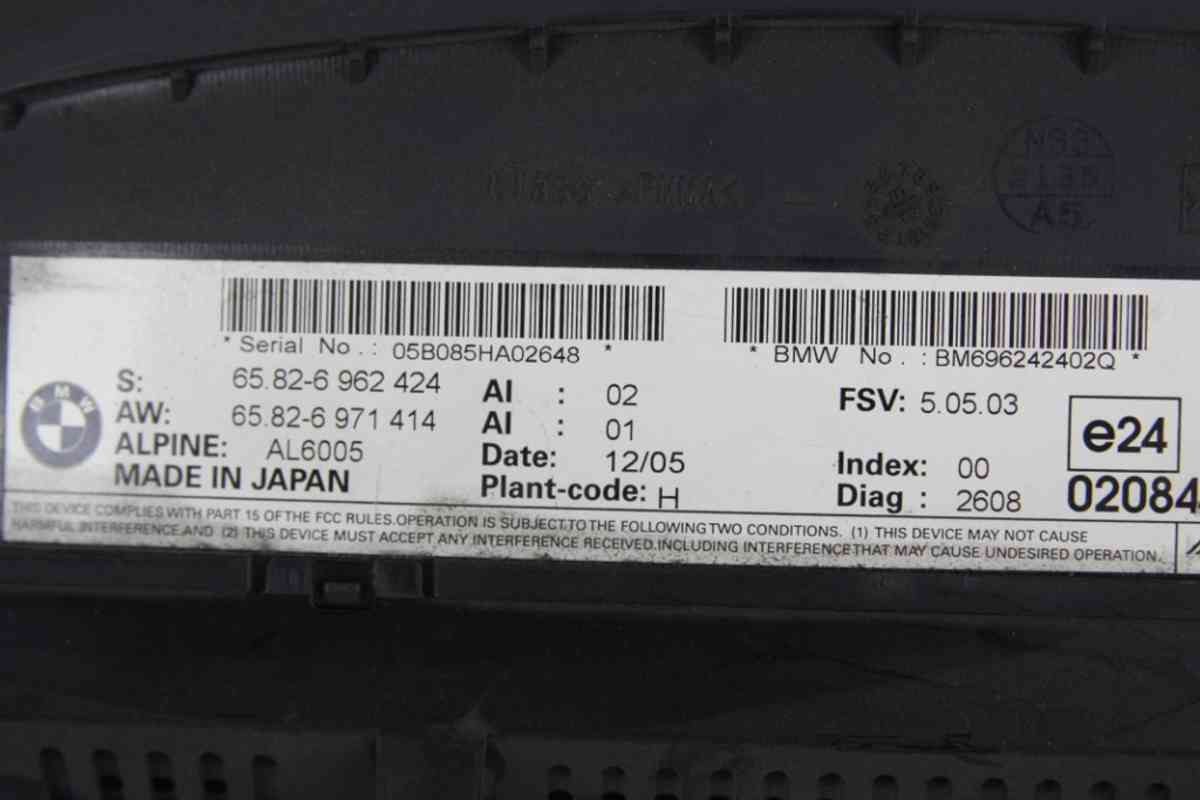 A5
* Serial No. : 05B085HA02648 *
* BMW No. : BM696242402Q *
BMW
S: 65.82-6 962 424 AI : 02 FSV: 5.05.03
AW: 65.82-6 971 414 AI : 01
e24
ALPINE: AL6005 Date: 12/05 Index: 00
MADE IN JAPAN Plant-code: H Diag : 2608 02084
THIS DEVICE COMPLIES WITH PART 15 OF THE FCC RULES.OPERATION IS SUBJECT TO THE FOLLOWING TWO CONDITIONS. (1) THIS DEVICE MAY NOT CAUSE
HARMFUL INTERFERENCE.AND (2) THIS DEVICE MUST ACCEPT ANY INTERFERENCE RECEIVED.INCLUDING INTERFERENCE THAT MAY CAUSE UNDESIRED OPERATION.